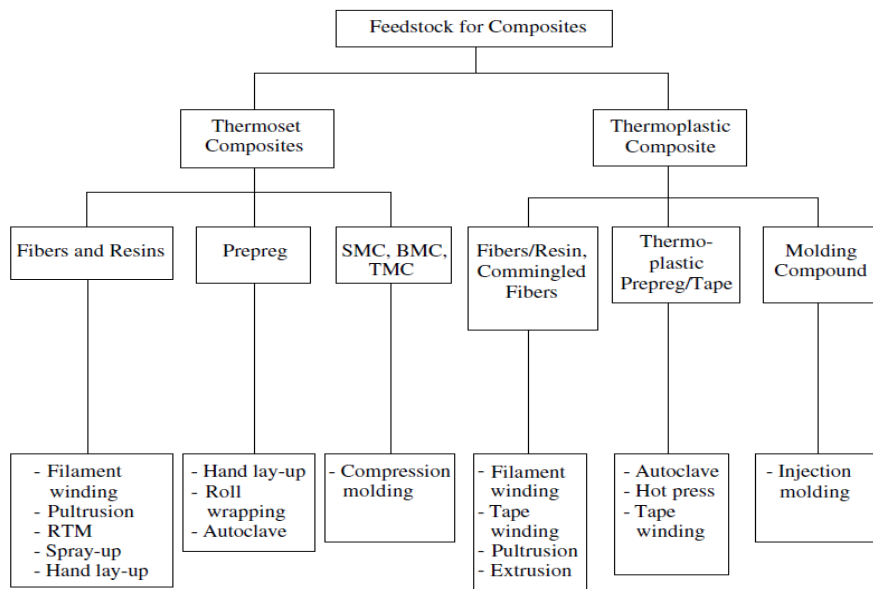 Feedstock for Composites
Thermoset
Composites
Thermoplastic
Composite
Fibers and Resins
Prepreg
SMC, BMC,
TMC
Fibers/Resin,
Commingled
Fibers
Thermo-
plastic
Prepreg/Tape
Molding
Compound
- Filament
winding
- Pultrusion
- RTM
- Spray-up
- Hand lay-up
- Hand lay-up
- Roll
wrapping
- Autoclave
- Compression
molding
- Filament
winding
- Tape
winding
- Pultrusion
- Extrusion
- Autoclave
- Hot press
- Tape
winding
- Injection
molding